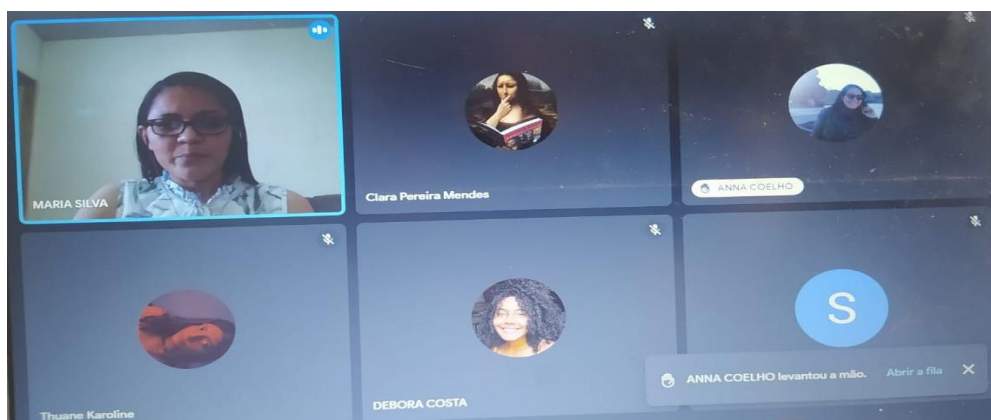 MARIA SILVA
Clara Pereira Mendes
ANNA COELHO
Thuane Karoline
DEBORA COSTA
S
ANNA COELHO levantou a mão. Abrir a fila